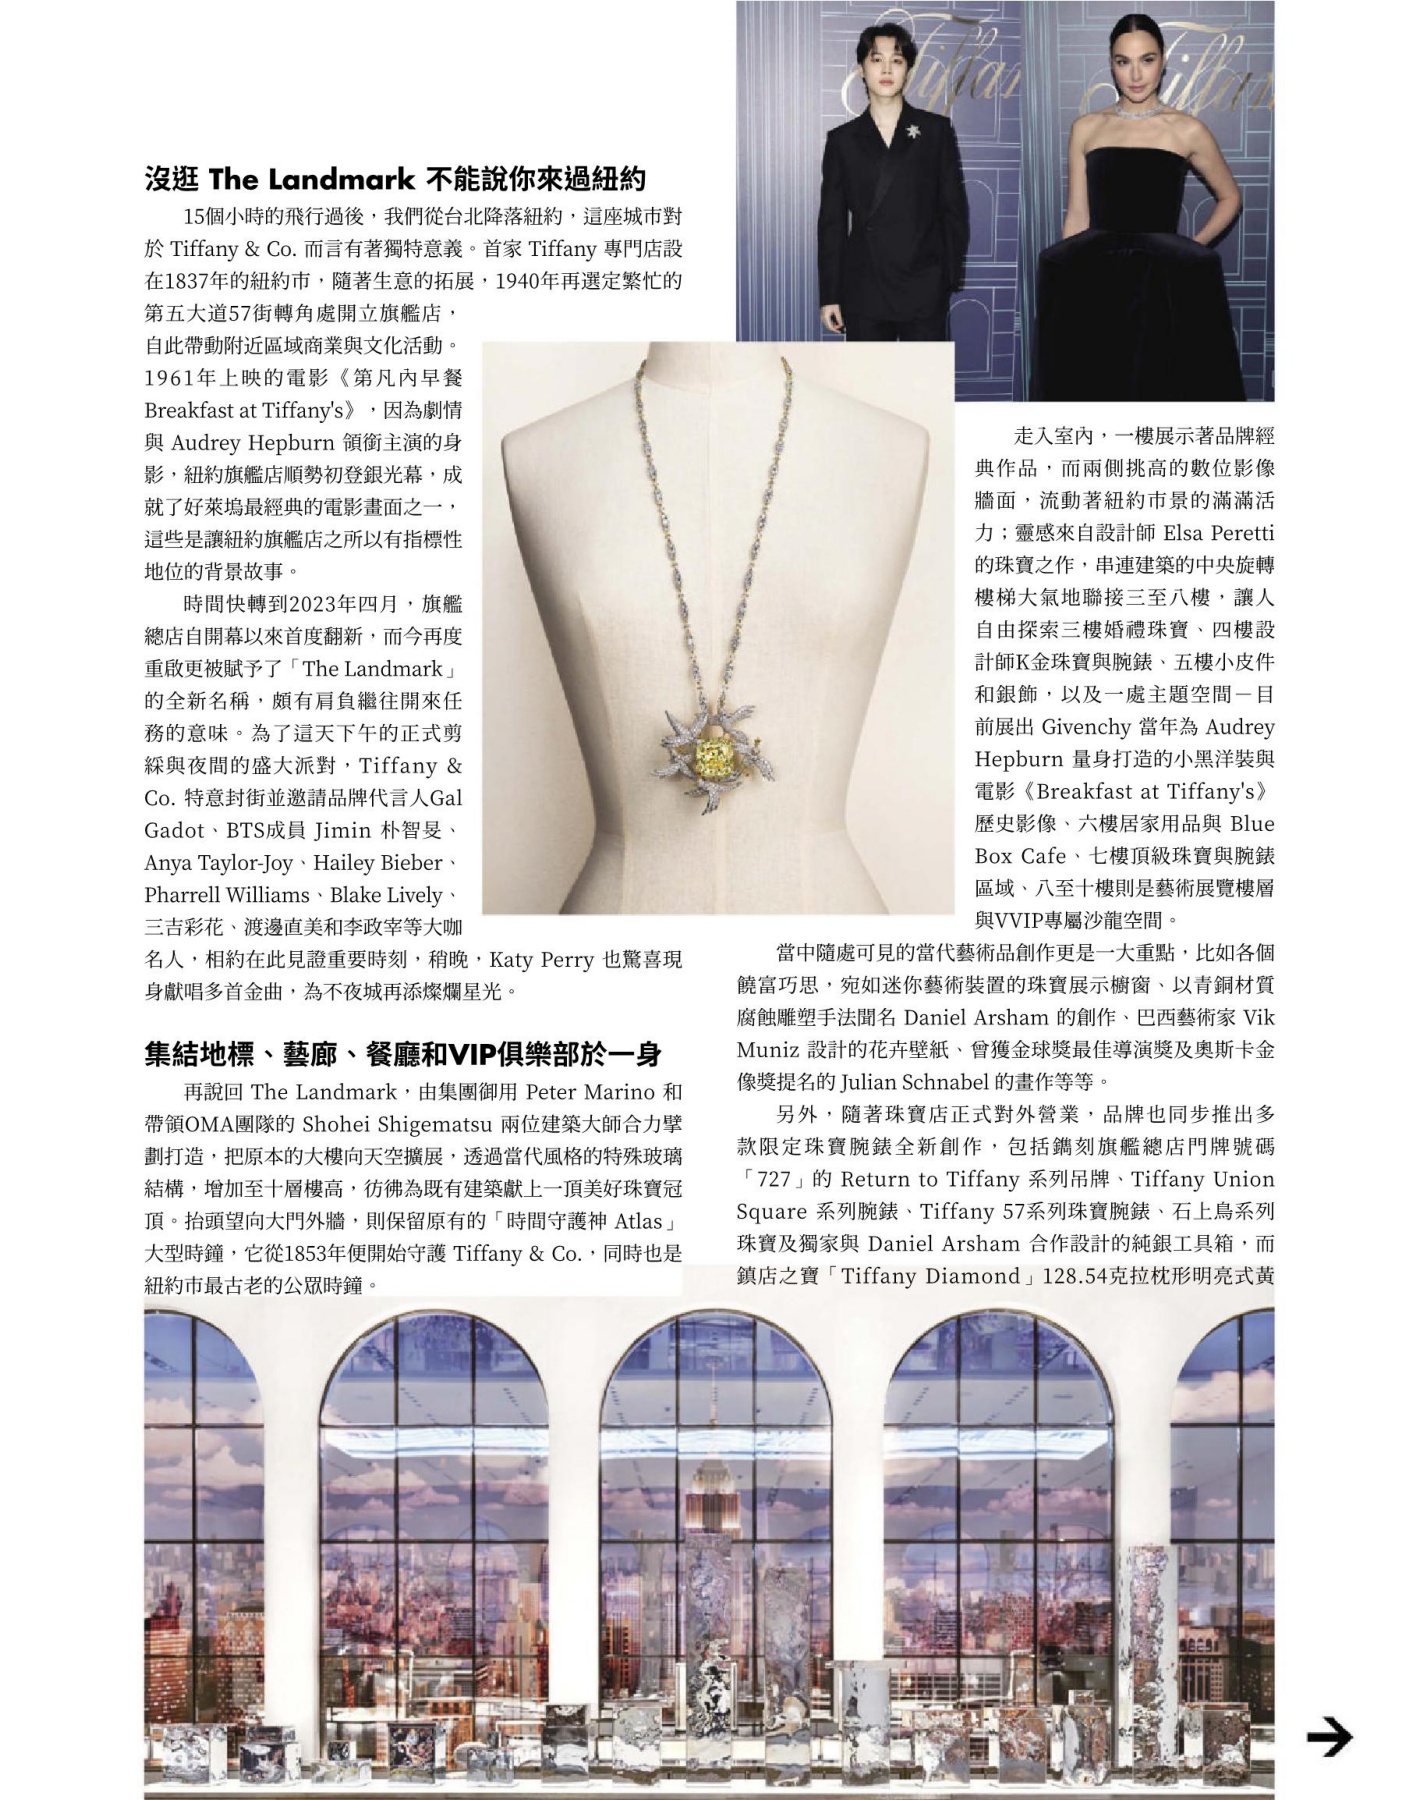 Tiffan
Tiffan
沒逛 The Landmark 不能說你來過紐約
15個小時的飛行過後，我們從台北降落紐約，這座城市對
於 Tiffany & Co. 而言有著獨特意義。首家 Tiffany 專門店設
在1837年的紐約市，隨著生意的拓展，1940年再選定繁忙的
第五大道57街轉角處開立旗艦店，
自此帶動附近區域商業與文化活動。
1961年上映的電影《第凡內早餐
Breakfast at Tiffany's》，因為劇情
與 Audrey Hepburn 領銜主演的身
影，紐約旗艦店順勢初登銀光幕，成
就了好萊塢最經典的電影畫面之一，
這些是讓紐約旗艦店之所以有指標性
地位的背景故事。
時間快轉到2023年四月，旗艦
總店自開幕以來首度翻新，而今再度
重啟更被賦予了「The Landmark」
的全新名稱，頗有肩負繼往開來任
務的意味。為了這天下午的正式剪
綵與夜間的盛大派對，Tiffany &
Co. 特意封街並邀請品牌代言人Gal
Gadot、BTS成員 Jimin 朴智旻、
Anya Taylor-Joy、Hailey Bieber、
Pharrell Williams、Blake Lively、
三吉彩花、渡邊直美和李政宰等大咖
名人，相約在此見證重要時刻，稍晚，Katy Perry 也驚喜現
身獻唱多首金曲，為不夜城再添燦爛星光。
集結地標、藝廊、餐廳和VIP俱樂部於一身
再說回 The Landmark，由集團御用 Peter Marino 和
帶領OMA團隊的 Shohei Shigematsu 兩位建築大師合力擘
劃打造，把原本的大樓向天空擴展，透過當代風格的特殊玻璃
結構，增加至十層樓高，彷彿為既有建築獻上一頂美好珠寶冠
頂。抬頭望向大門外牆，則保留原有的「時間守護神 Atlas」
大型時鐘，它從1853年便開始守護 Tiffany & Co.，同時也是
紐約市最古老的公眾時鐘。
走入室內，一樓展示著品牌經
典作品，而兩側挑高的數位影像
牆面，流動著紐約市景的滿滿活
力；靈感來自設計師 Elsa Peretti
的珠寶之作，串連建築的中央旋轉
樓梯大氣地聯接三至八樓，讓人
自由探索三樓婚禮珠寶、四樓設
計師K金珠寶與腕錶、五樓小皮件
和銀飾，以及一處主題空間－目
前展出 Givenchy 當年為 Audrey
Hepburn 量身打造的小黑洋裝與
電影《Breakfast at Tiffany's》
歷史影像、六樓居家用品與 Blue
Box Cafe、七樓頂級珠寶與腕錶
區域、八至十樓則是藝術展覽樓層
與VVIP專屬沙龍空間。
當中隨處可見的當代藝術品創作更是一大重點，比如各個
饒富巧思，宛如迷你藝術裝置的珠寶展示櫥窗、以青銅材質
腐蝕雕塑手法聞名 Daniel Arsham 的創作、巴西藝術家 Vik
Muniz 設計的花卉壁紙、曾獲金球獎最佳導演獎及奧斯卡金
像獎提名的 Julian Schnabel 的畫作等等。
另外，隨著珠寶店正式對外營業，品牌也同步推出多
款限定珠寶腕錶全新創作，包括鐫刻旗艦總店門牌號碼
「727」的 Return to Tiffany 系列吊牌、Tiffany Union
Square 系列腕錶、Tiffany 57系列珠寶腕錶、石上鳥系列
珠寶及獨家與 Daniel Arsham 合作設計的純銀工具箱，而
鎮店之寶「Tiffany Diamond」128.54克拉枕形明亮式黃